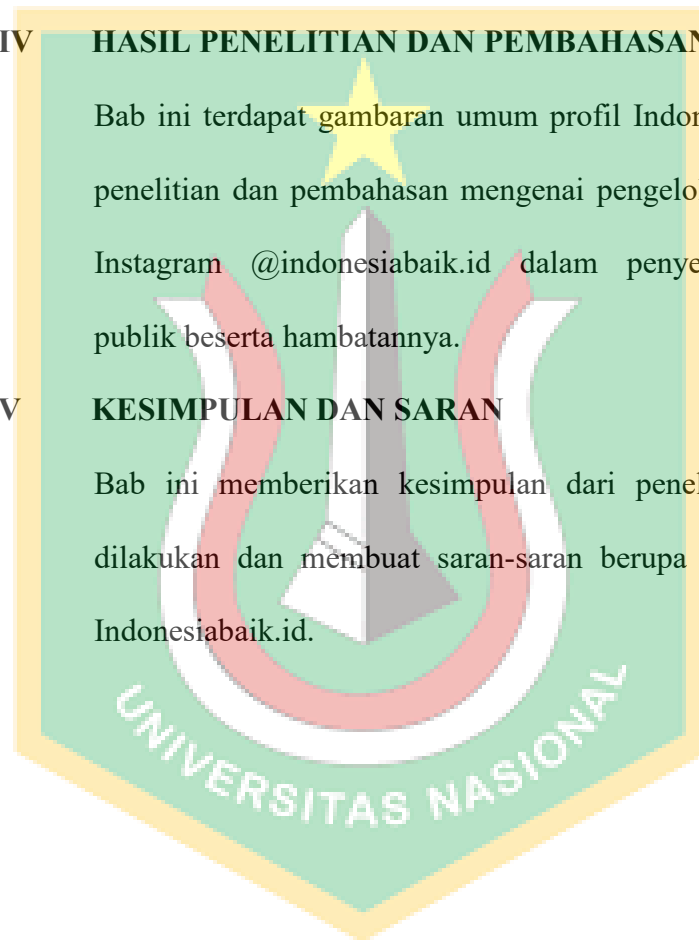 IV HASIL PENELITIAN DAN PEMBAHASAN
Bab ini terdapat gambaran umum profil Indon
penelitian dan pembahasan mengenai pengelo
Instagram @indonesiabaik.id dalam penye
publik beserta hambatannya.
V KESIMPULAN DAN SARAN
Bab ini memberikan kesimpulan dari penel
dilakukan dan membuat saran-saran berupa
Indonesiabaik.id.
UNIVERSITAS NASIONAL